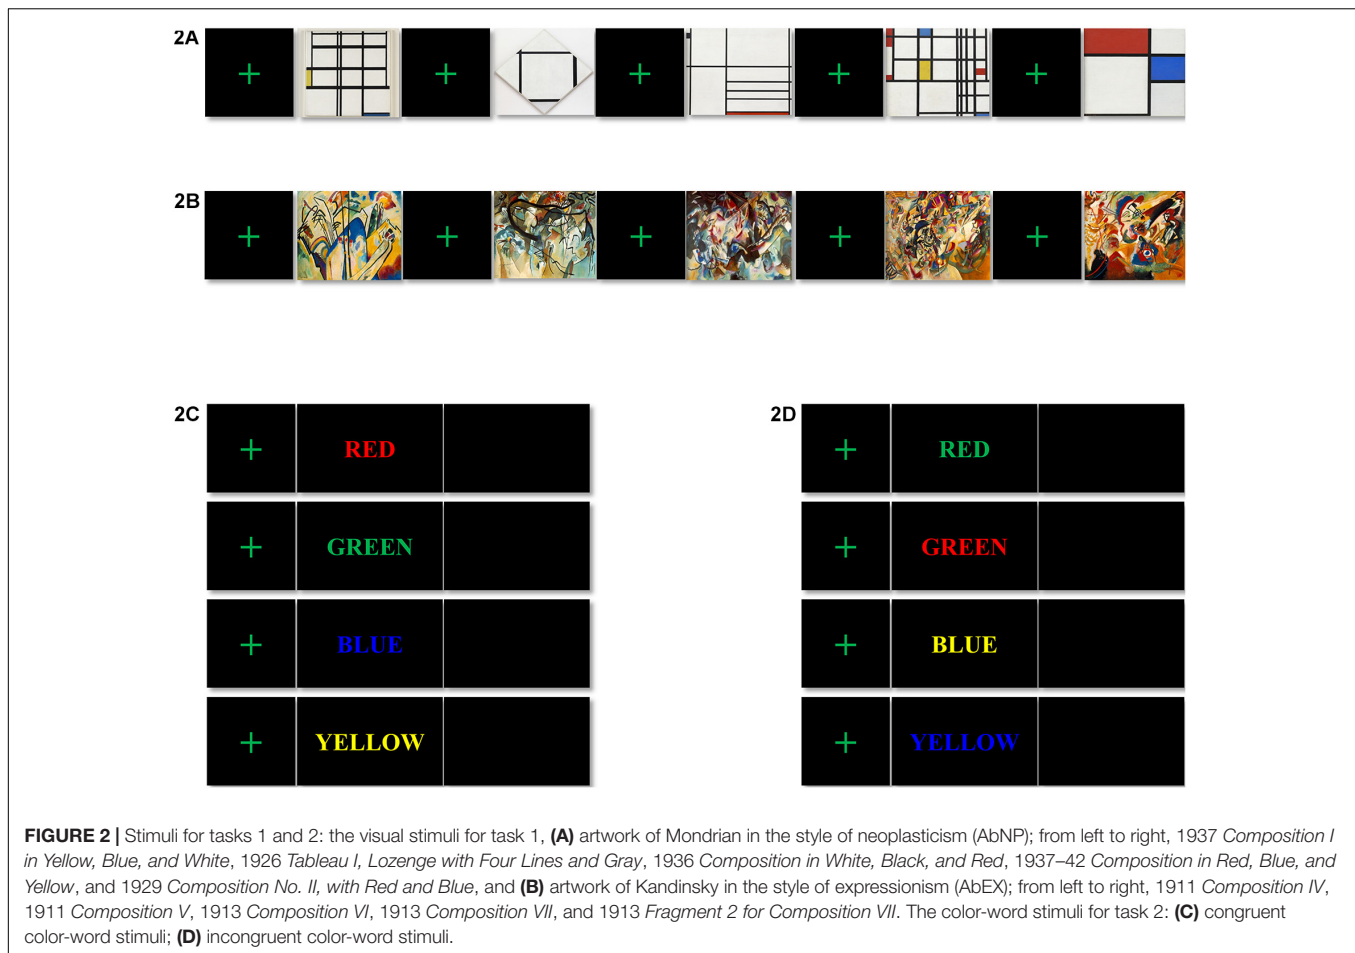 2A
2B
2C
2D
RED
GREEN
BLUE
YELLOW
RED
GREEN
BLUE
YELLOW
FIGURE 2 | Stimuli for tasks 1 and 2: the visual stimuli for task 1, (A) artwork of Mondrian in the style of neoplasticism (AbNP); from left to right, 1937 Composition I
in Yellow, Blue, and White, 1926 Tableau I, Lozenge with Four Lines and Gray, 1936 Composition in White, Black, and Red, 1937–42 Composition in Red, Blue, and
Yellow, and 1929 Composition No. II, with Red and Blue, and (B) artwork of Kandinsky in the style of expressionism (AbEX); from left to right, 1911 Composition IV,
1911 Composition V, 1913 Composition VI, 1913 Composition VII, and 1913 Fragment 2 for Composition VII. The color-word stimuli for task 2: (C) congruent
color-word stimuli; (D) incongruent color-word stimuli.